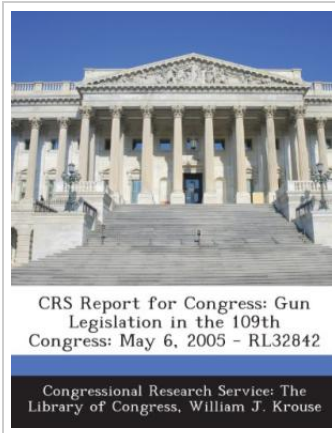 CRS Report for Congress: Gun
Legislation in the 109th
Congress: May 6, 2005 - RL32842
Congressional Research Service: The
Library of Congress, William J. Krouse